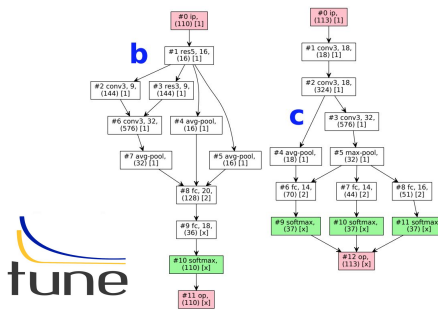 #0 ip,
(110) [1]
b
#1 res5, 16,
(16) [1]
#2 conv3, 9,
(144) [1]
#3 res3, 9,
(144) [1]
#6 conv3, 32,
(576) [1]
#4 avg-pool,
(16) [1]
#7 avg-pool,
(32) [1]
#5 avg-pool,
(16) [1]
#8 fc, 20,
(128) [2]
#9 fc, 18,
(36) [x]
#10 softmax,
(110) [x]
#11 op,
(110) [x]
#0 ip,
(113) [1]
#1 conv3, 18,
(18) [1]
#2 conv3, 18,
(324) [1]
c
#3 conv3, 32,
(576) [1]
#4 avg-pool,
(18) [1]
#5 max-pool,
(32) [1]
#6 fc, 14,
(70) [2]
#7 fc, 14,
(44) [2]
#8 fc, 16,
(51) [2]
#9 softmax,
(37) [x]
#10 softmax,
(37) [x]
#11 softmax,
(37) [x]
#12 op,
(113) [x]
tune